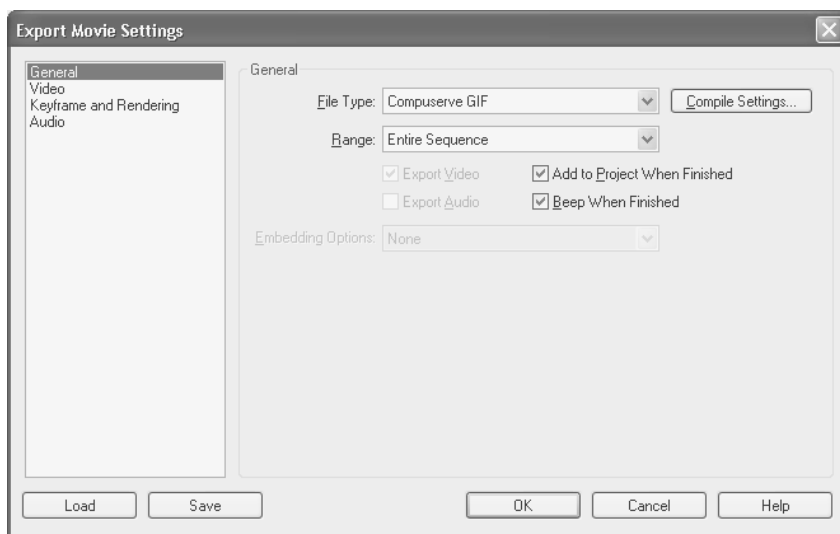 Export Movie Settings
General
Video
Keyframe and Rendering
Audio
General
File Type: Compuserve GIF Compile Settings...
Range: Entire Sequence
Export Video Add to Project When Finished
Export Audio Beep When Finished
Embedding Options: None
Load Save OK Cancel Help